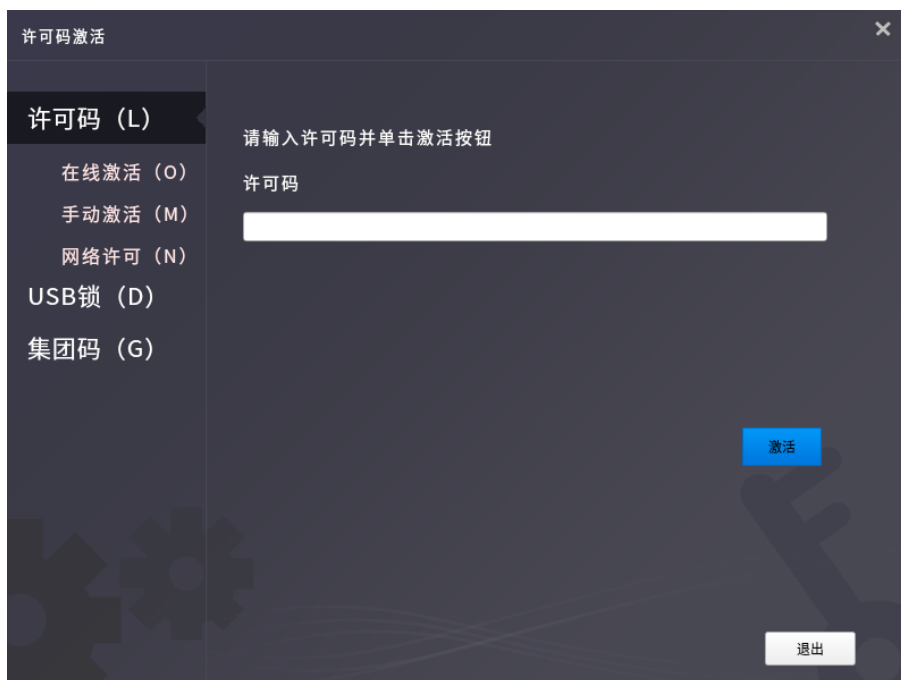 许可码激活
许可码（L）
在线激活（O）
手动激活（M）
网络许可（N）
USB锁（D）
集团码（G）
请输入许可码并单击激活按钮
许可码
激活
退出